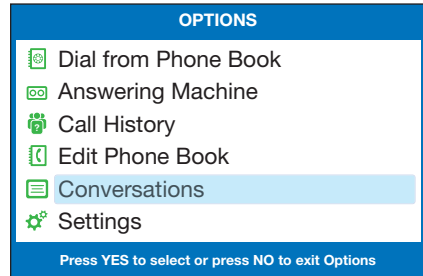 OPTIONS
Dial from Phone Book
Answering Machine
Call History
Edit Phone Book
Conversations
Settings
Press YES to select or press NO to exit Options